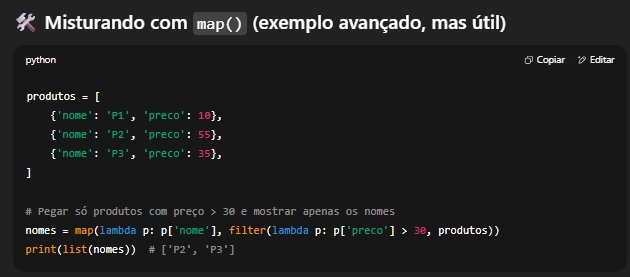 🛠 Misturando com map() (exemplo avançado, mas útil)
python
Copiar
Editar
produtos = [
    {'nome': 'P1', 'preco': 10},
    {'nome': 'P2', 'preco': 55},
    {'nome': 'P3', 'preco': 35},
]
# Pegar só produtos com preço > 30 e mostrar apenas os nomes
nomes = map(lambda p: p['nome'], filter(lambda p: p['preco'] > 30, produtos))
print(list(nomes))  # ['P2', 'P3']